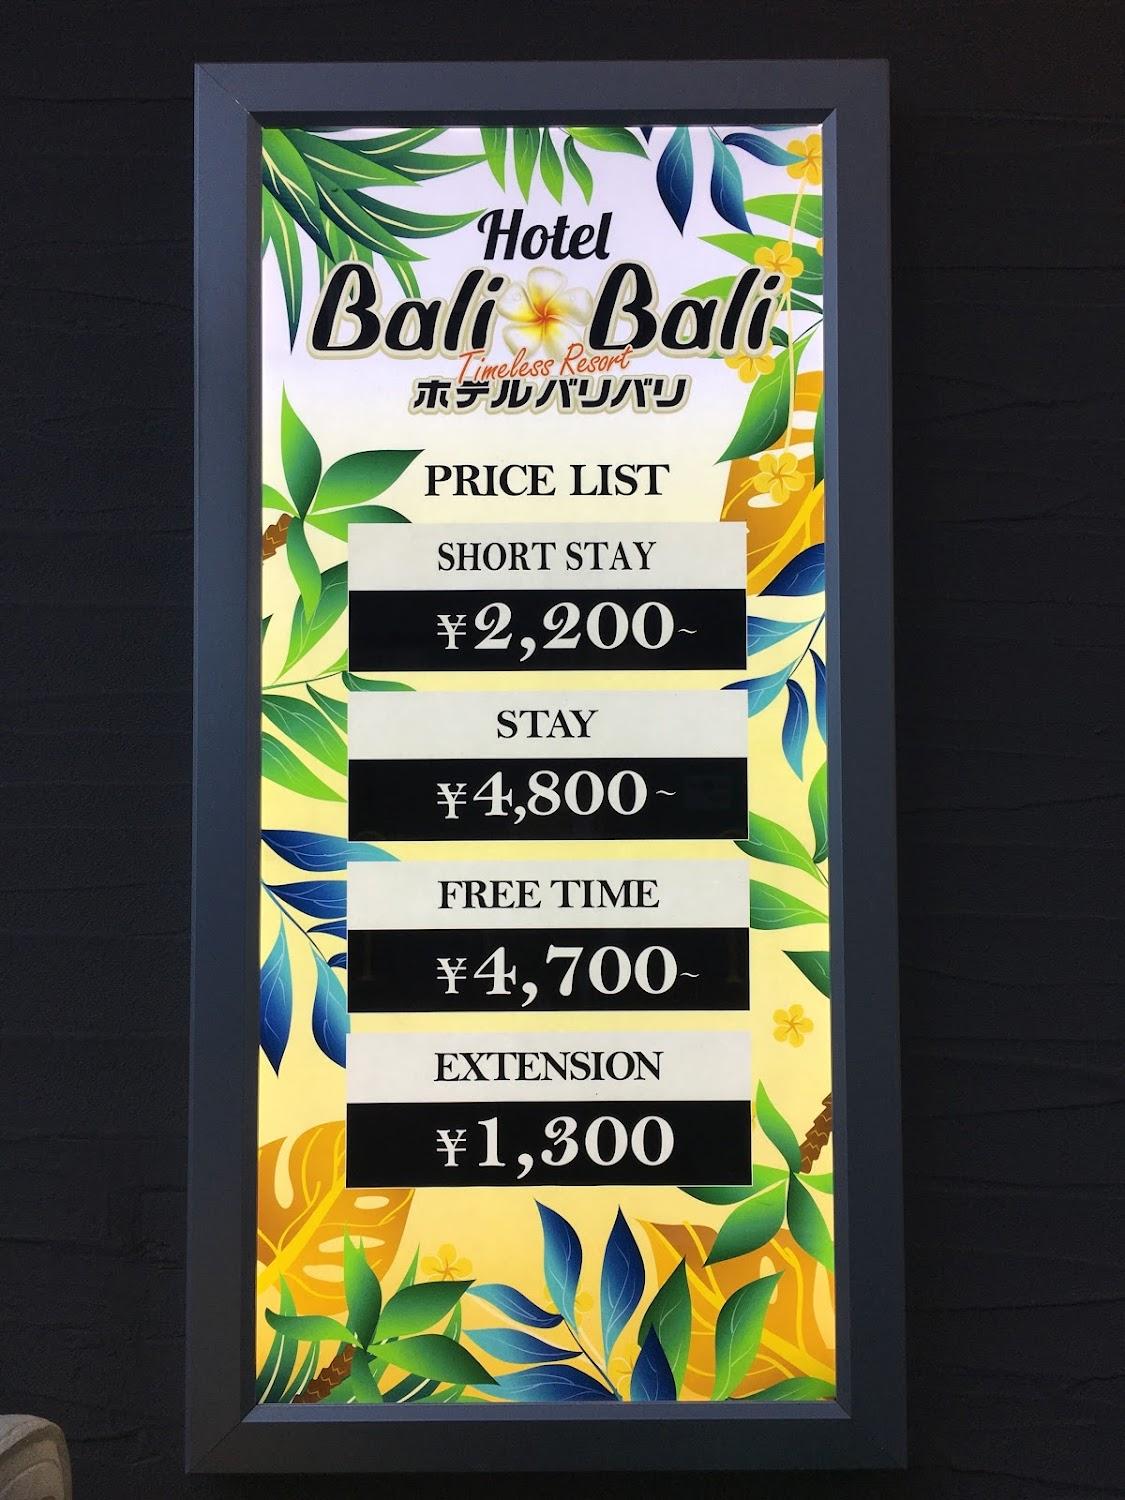 Hotel
Bali Bali
Timeless Resort
ホテルバリバリ
PRICE LIST
SHORT STAY
¥2,200~
STAY
¥4,800~
FREE TIME
¥4,700~
EXTENSION
¥1,300